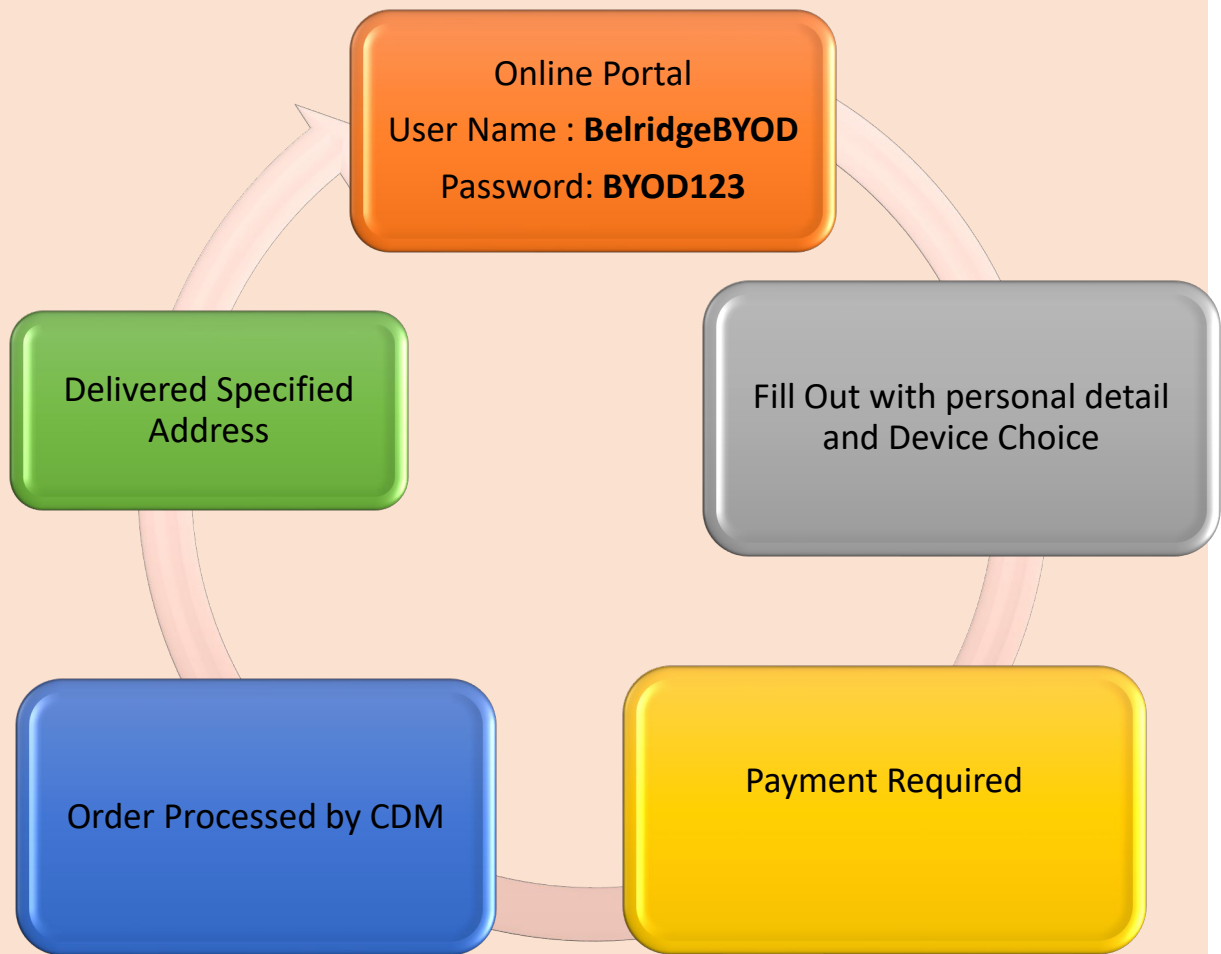 Online Portal
User Name : BelridgeBYOD
Password: BYOD123
Fill Out with personal detail
and Device Choice
Payment Required
Order Processed by CDM
Delivered Specified
Address